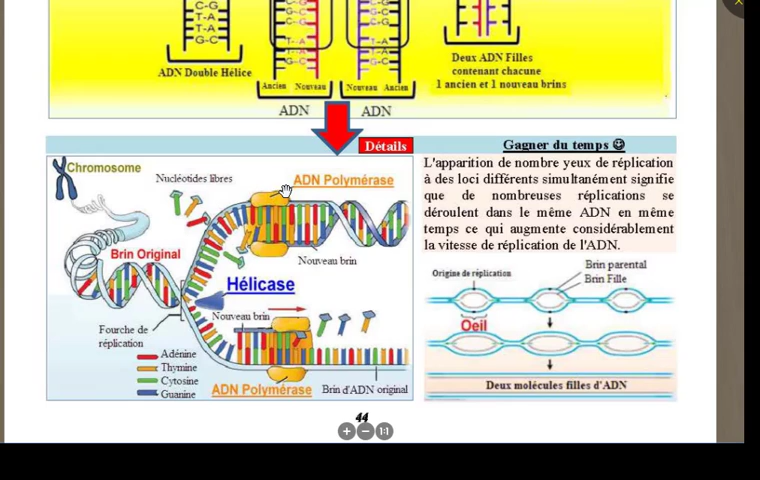 C-G
T-A
T-A
G-C
G-C
T-A
G-C
T-A
G-C
ADN Double Hélice
Ancien Nouveau
Nouveau Ancien
ADN
ADN
Deux ADN Filles
contenant chacune
1 ancien et 1 nouveau brins
Détails
Gagner du temps
Chromosome
Nucléotides libres
ADN Polymérase
Brin Original
Nouveau brin
Hélicase
Nouveau brin
Fourche de
réplication
Adénine
Thymine
Cytosine
Guanine
ADN Polymérase
Brin d'ADN original
L'apparition de nombre yeux de réplication
à des loci différents simultanément signifie
que de nombreuses réplications se
déroulent dans le même ADN en même
temps ce qui augmente considérablement
la vitesse de réplication de l'ADN.
Origine de réplication
Brin parental
Brin Fille
Oeil
Deux molécules filles d'ADN
44
1:1